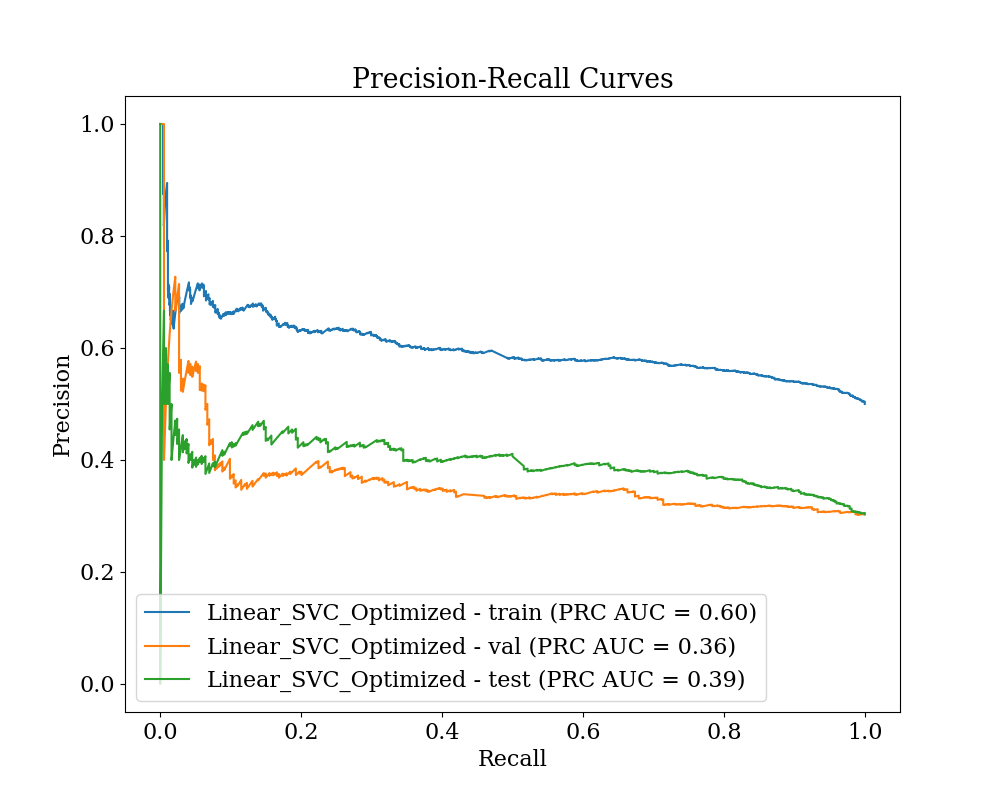 Precision-Recall Curves
1.0
0.8
0.6
0.4
0.2
0.0
Precision
Linear_SVC_Optimized - train (PRC AUC = 0.60)
Linear_SVC_Optimized - val (PRC AUC = 0.36)
Linear_SVC_Optimized - test (PRC AUC = 0.39)
0.0 0.2 0.4 0.6 0.8 1.0
Recall